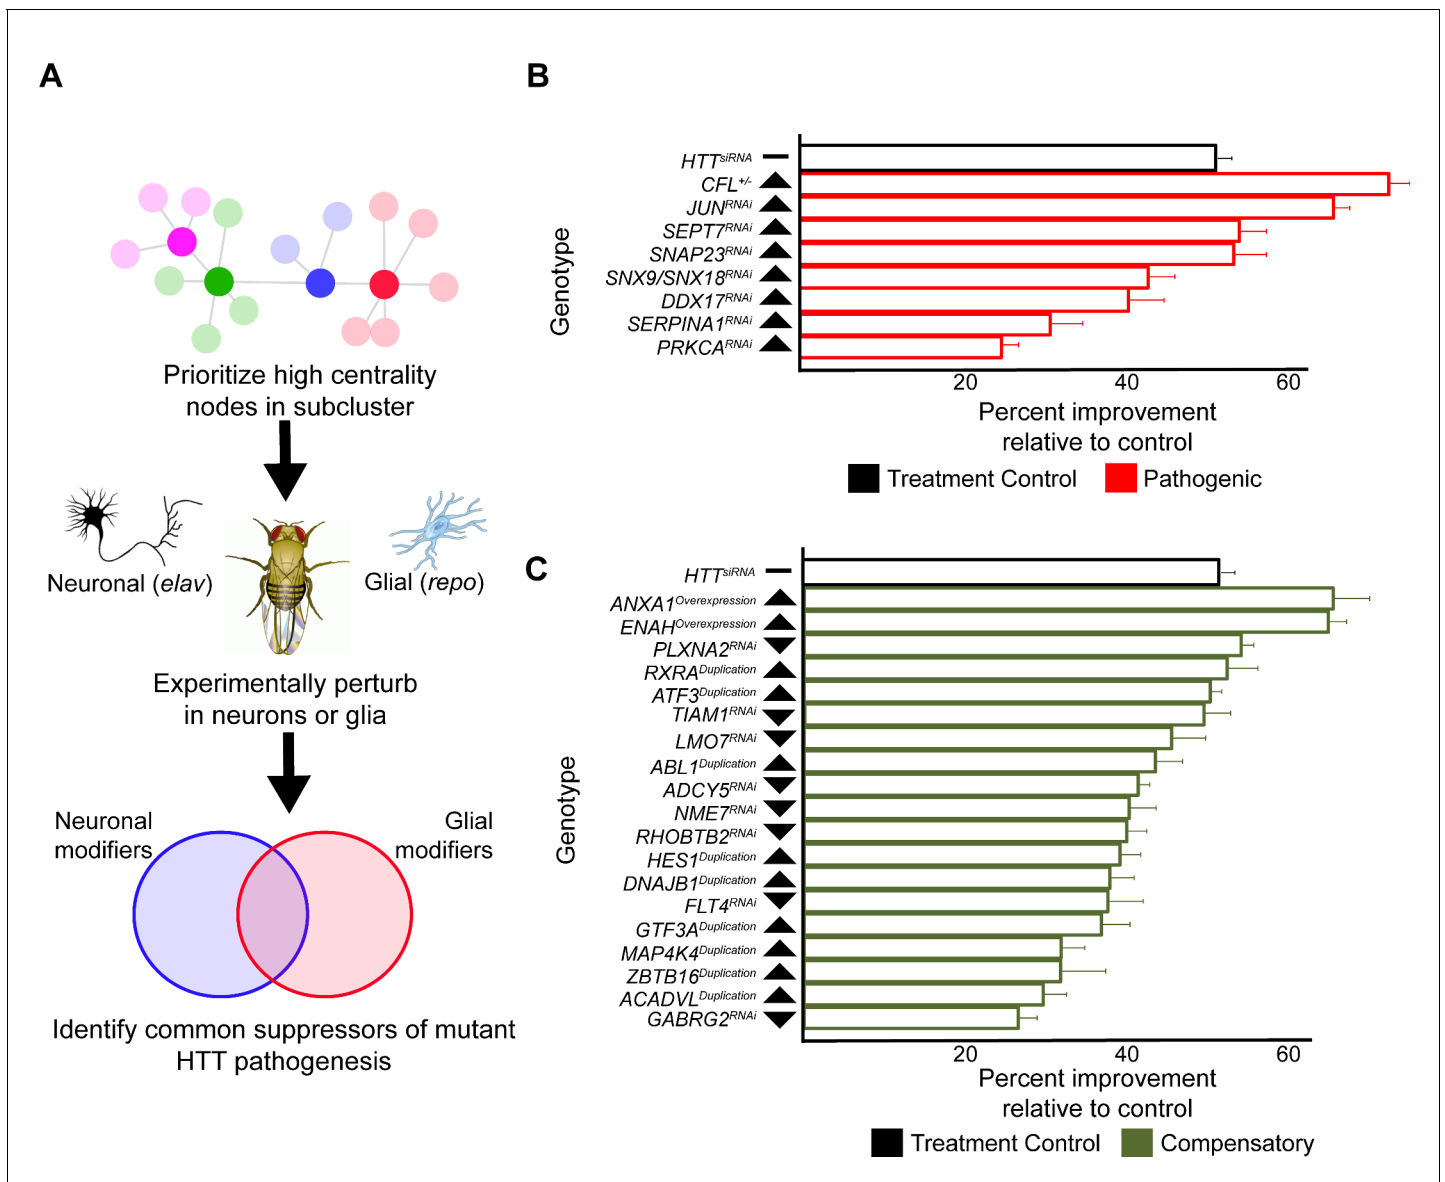 A
Prioritize high centrality
nodes in subcluster
Neuronal (elav)
Glial (repo)
Experimentally perturb
in neurons or glia
Neuronal
modifiers
Glial
modifiers
Identify common suppressors of mutant
HTT pathogenesis
B
Genotype
HTTsiRNA
CFL+/-
JUNRNAi
SEPT7RNAi
SNAP23RNAi
SNX9/SNX18RNAi
DDX17RNAi
SERPINA1RNAi
PRKCARNAi
20 40 60
Percent improvement
relative to control
Treatment Control Pathogenic
C
Genotype
HTTsiRNA
ANXA1Overexpression
ENAHOverexpression
PLXNA2RNAi
RXRADuplication
ATF3Duplication
TIAM1RNAi
LMO7RNAi
ABL1Duplication
ADCY5RNAi
NME7RNAi
RHOBTB2RNAi
HES1Duplication
DNAJB1Duplication
FLT4RNAi
GTF3ADuplication
MAP4K4Duplication
ZBTB16Duplication
ACADVLDuplication
GABRG2RNAi
20 40 60
Percent improvement
relative to control
Treatment Control Compensatory